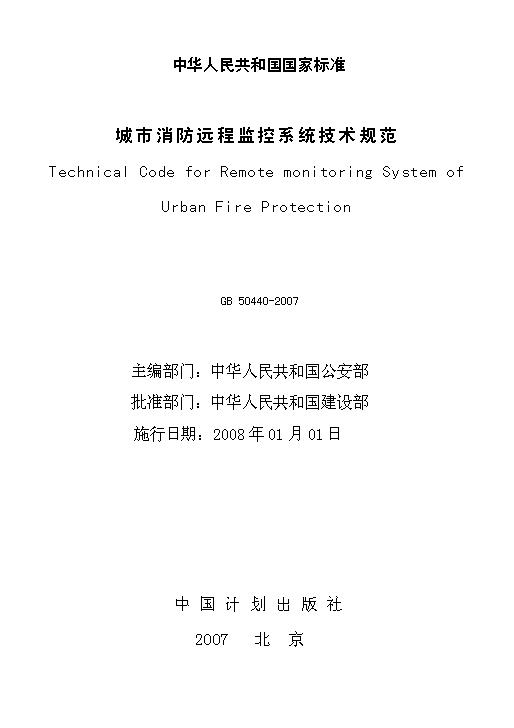 中华人民共和国国家标准
城市消防远程监控系统技术规范
Technical Code for Remote monitoring System of
Urban Fire Protection
GB 50440-2007
主编部门：中华人民共和国公安部
批准部门：中华人民共和国建设部
施行日期：2008年01月01日
中国计划出版社
2007 北 京